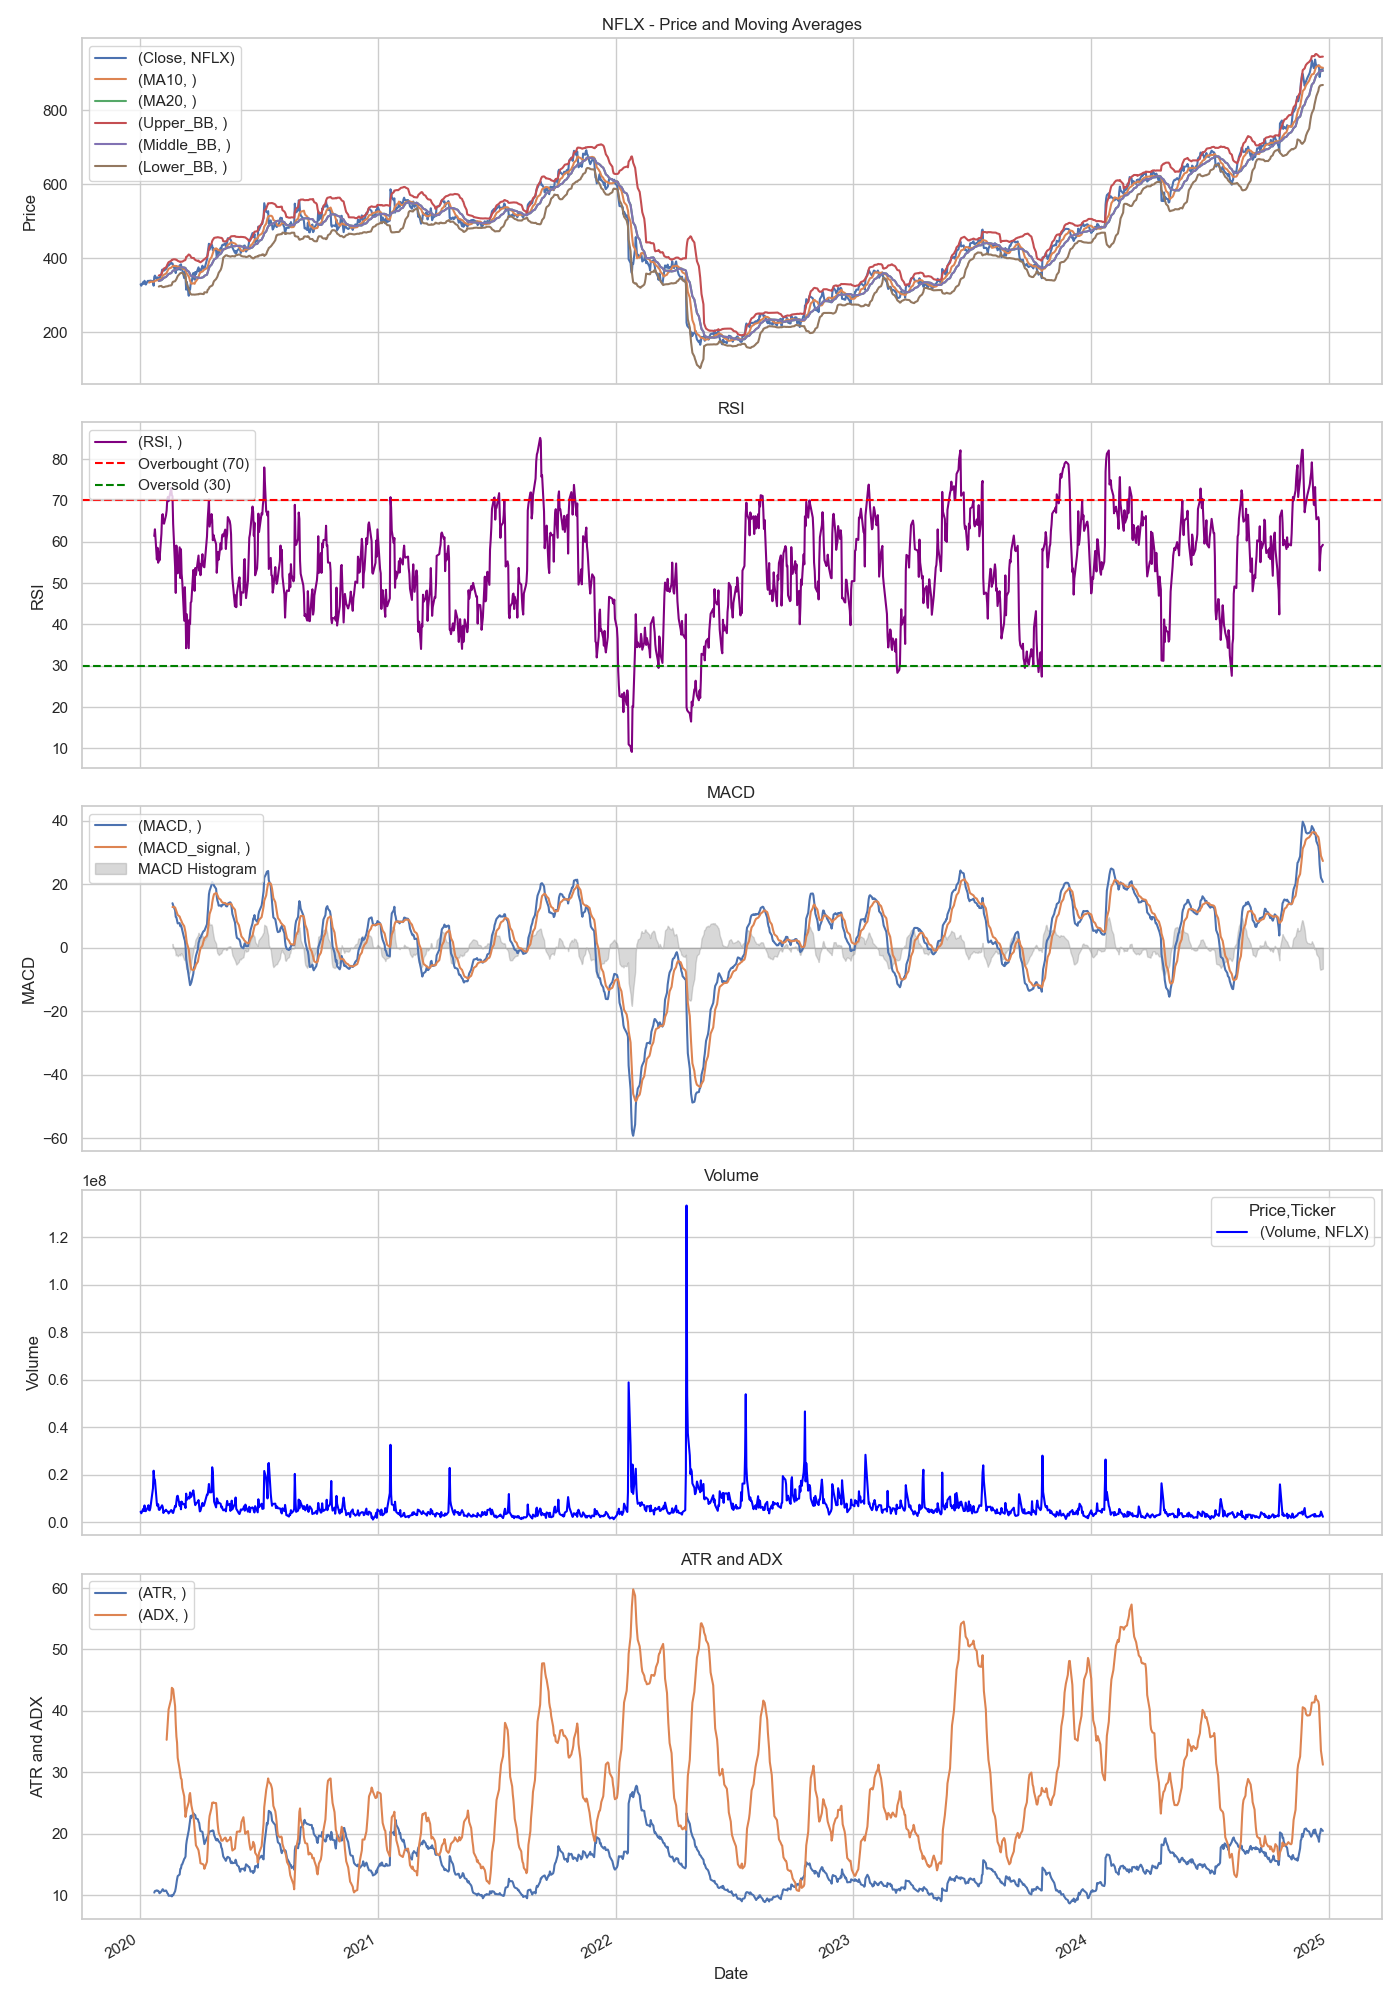 NFLX - Price and Moving Averages
(Close, NFLX)
(MA10, )
(MA20, )
(Upper_BB, )
(Middle_BB, )
(Lower_BB, )
800
600
400
200
Price
RSI
(RSI, )
Overbought (70)
Oversold (30)
80
70
60
50
40
30
20
10
RSI
MACD
(MACD, )
(MACD_signal, )
MACD Histogram
40
20
0
−20
−40
−60
MACD
1e8
Volume
Price,Ticker
(Volume, NFLX)
1.2
1.0
0.8
0.6
0.4
0.2
0.0
Volume
ATR and ADX
(ATR, )
(ADX, )
60
50
40
30
20
10
ATR and ADX
2020
2021
2022
2023
2024
2025
Date